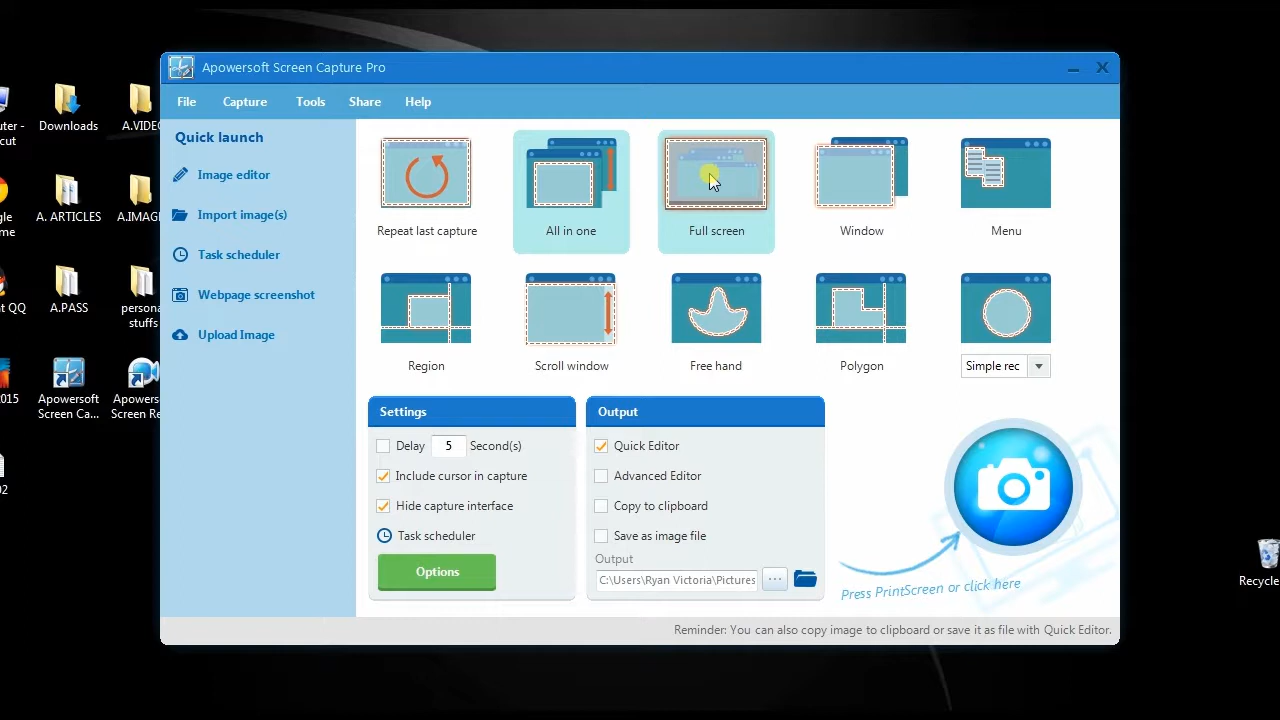 Apowersoft Screen Capture Pro
File Capture Tools Share Help
Quick launch
Image editor
Import image(s)
Task scheduler
Webpage screenshot
Upload Image
Repeat last capture
All in one
Full screen
Window
Menu
Region
Scroll window
Free hand
Polygon
Simple rec
Settings
Delay 5 Second(s)
Include cursor in capture
Hide capture interface
Task scheduler
Options
Output
Quick Editor
Advanced Editor
Copy to clipboard
Save as image file
Output
C:\Users\Ryan Victoria\Pictures
...
Press PrintScreen or click here
Reminder: You can also copy image to clipboard or save it as file with Quick Editor.
Downloads
A. ARTICLES
A.PASS
personal
stuffs
Apowersoft
Screen Ca...
Apowers
Screen Re
A.VIDEO
A.IMAG
QQ
2015
02
Recycle